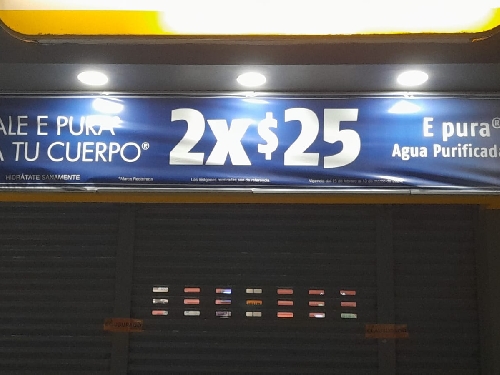 ALE E PURA
A TU CUERPO®
HIDRÁTATE SANAMENTE
2x$25
E pura®
Agua Purificada